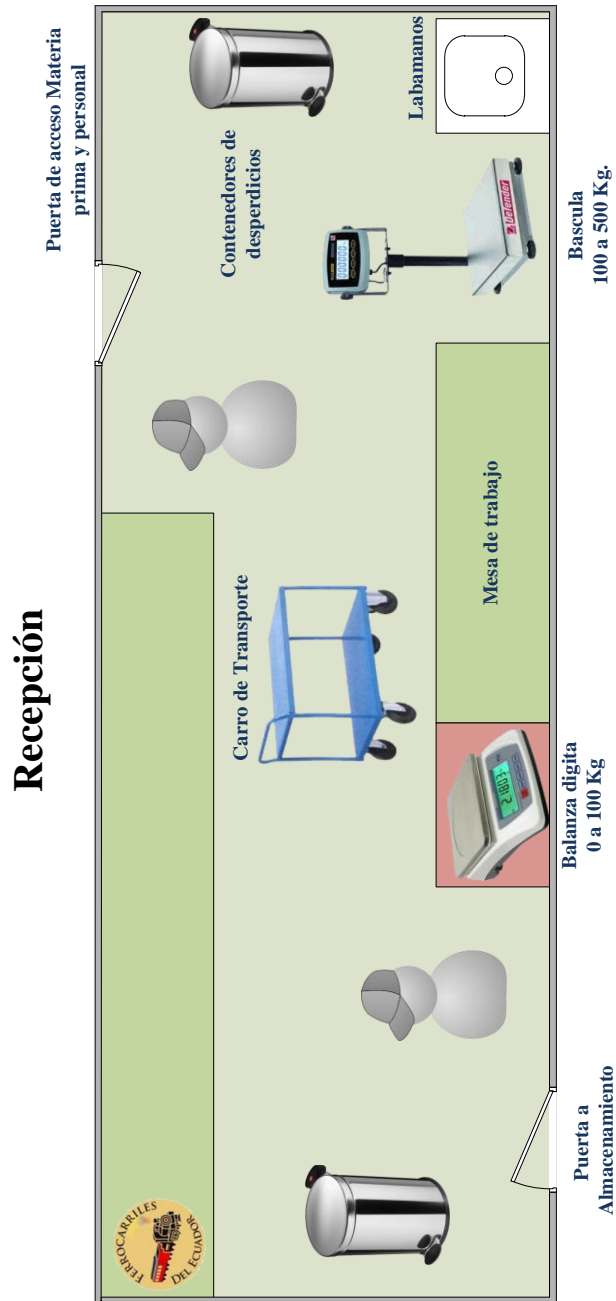 Recepción
Puerta de acceso Materia
prima y personal
FERROCARRILES
DEL ECUADOR
Carro de Transporte
Contenedores de
desperdicios
Labamanos
Mesa de trabajo
Defender
Puerta a
Almacenamiento
Balanza digita
0 a 100 Kg
Bascula
100 a 500 Kg.